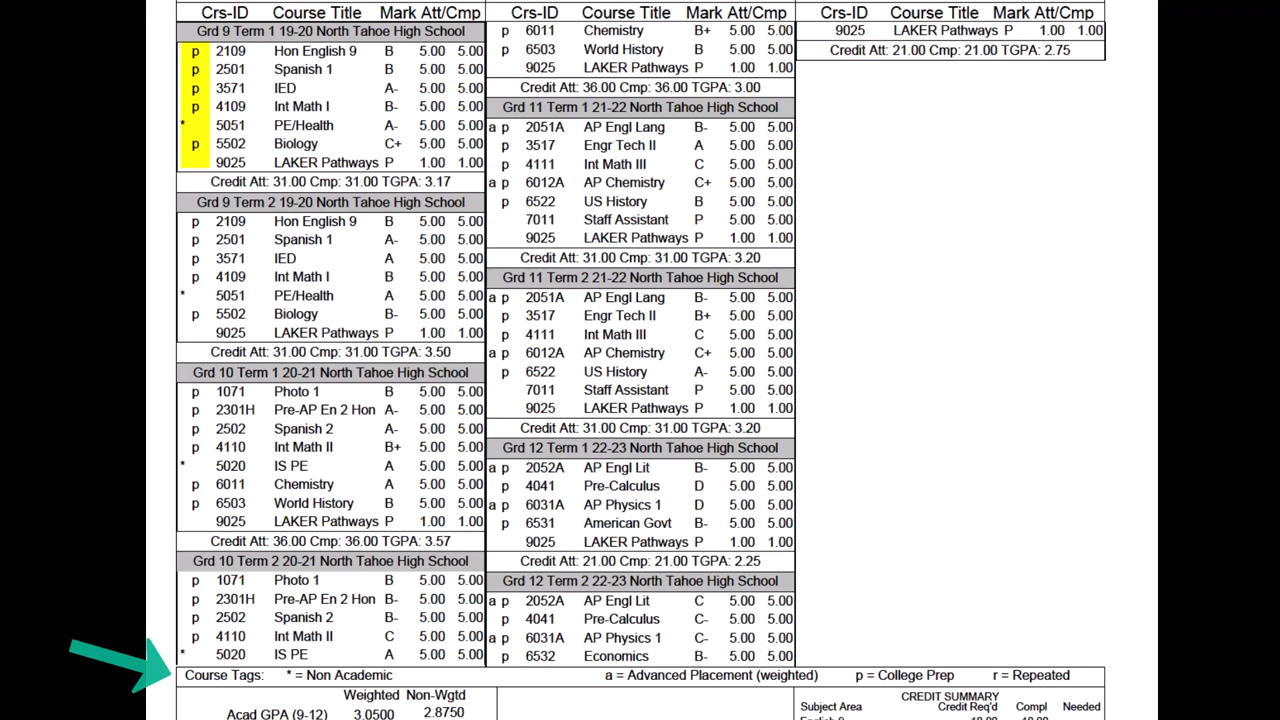 Crs-ID Course Title Mark Att/Cmp
Grd 9 Term 1 19-20 North Tahoe High School
p 2109 Hon English 9 B 5.00 5.00
p 2501 Spanish 1 B 5.00 5.00
p 3571 IED A- 5.00 5.00
p 4109 Int Math I B- 5.00 5.00
* 5051 PE/Health A- 5.00 5.00
p 5502 Biology C+ 5.00 5.00
9025 LAKER Pathways P 1.00 1.00
Credit Att: 31.00 Cmp: 31.00 TGPA: 3.17
Grd 9 Term 2 19-20 North Tahoe High School
p 2109 Hon English 9 B 5.00 5.00
p 2501 Spanish 1 A- 5.00 5.00
p 3571 IED A 5.00 5.00
p 4109 Int Math I B 5.00 5.00
* 5051 PE/Health A 5.00 5.00
p 5502 Biology B- 5.00 5.00
9025 LAKER Pathways P 1.00 1.00
Credit Att: 31.00 Cmp: 31.00 TGPA: 3.50
Grd 10 Term 1 20-21 North Tahoe High School
p 1071 Photo 1 B 5.00 5.00
p 2301H Pre-AP En 2 Hon A- 5.00 5.00
p 2502 Spanish 2 A- 5.00 5.00
p 4110 Int Math II B+ 5.00 5.00
* 5020 IS PE A 5.00 5.00
p 6011 Chemistry A- 5.00 5.00
p 6503 World History B 5.00 5.00
9025 LAKER Pathways P 1.00 1.00
Credit Att: 36.00 Cmp: 36.00 TGPA: 3.57
Grd 10 Term 2 20-21 North Tahoe High School
p 1071 Photo 1 B 5.00 5.00
p 2301H Pre-AP En 2 Hon B- 5.00 5.00
p 2502 Spanish 2 B- 5.00 5.00
p 4110 Int Math II C 5.00 5.00
* 5020 IS PE A 5.00 5.00
Crs-ID Course Title Mark Att/Cmp
p 6011 Chemistry B+ 5.00 5.00
p 6503 World History B 5.00 5.00
9025 LAKER Pathways P 1.00 1.00
Credit Att: 36.00 Cmp: 36.00 TGPA: 3.00
Grd 11 Term 1 21-22 North Tahoe High School
a p 2051A AP Engl Lang B- 5.00 5.00
p 3517 Engr Tech II A 5.00 5.00
p 4111 Int Math III C 5.00 5.00
a p 6012A AP Chemistry C+ 5.00 5.00
p 6522 US History B 5.00 5.00
7011 Staff Assistant P 5.00 5.00
9025 LAKER Pathways P 1.00 1.00
Credit Att: 31.00 Cmp: 31.00 TGPA: 3.20
Grd 11 Term 2 21-22 North Tahoe High School
a p 2051A AP Engl Lang B- 5.00 5.00
p 3517 Engr Tech II B+ 5.00 5.00
p 4111 Int Math III C 5.00 5.00
a p 6012A AP Chemistry C+ 5.00 5.00
p 6522 US History A- 5.00 5.00
7011 Staff Assistant P 5.00 5.00
9025 LAKER Pathways P 1.00 1.00
Credit Att: 31.00 Cmp: 31.00 TGPA: 3.20
Grd 12 Term 1 22-23 North Tahoe High School
a p 2052A AP Engl Lit B- 5.00 5.00
p 4041 Pre-Calculus D 5.00 5.00
a p 6031A AP Physics 1 D 5.00 5.00
p 6531 American Govt B- 5.00 5.00
9025 LAKER Pathways P 1.00 1.00
Credit Att: 21.00 Cmp: 21.00 TGPA: 2.25
Grd 12 Term 2 22-23 North Tahoe High School
a p 2052A AP Engl Lit C 5.00 5.00
p 4041 Pre-Calculus C- 5.00 5.00
a p 6031A AP Physics 1 C- 5.00 5.00
p 6532 Economics B- 5.00 5.00
Crs-ID Course Title Mark Att/Cmp
9025 LAKER Pathways P 1.00 1.00
Credit Att: 21.00 Cmp: 21.00 TGPA: 2.75
Course Tags: * = Non Academic a = Advanced Placement (weighted) p = College Prep r = Repeated
Weighted Non-Wgtd
Acad GPA (9-12) 3.0500 2.8750
CREDIT SUMMARY
Subject Area Credit Req'd Compl Needed